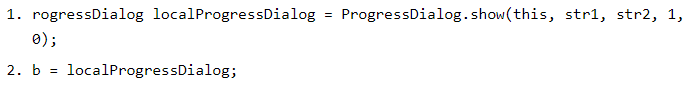 1. rogressDialog localProgressDialog = ProgressDialog.show(this, str1, str2, 1,
0);
2. b = localProgressDialog;